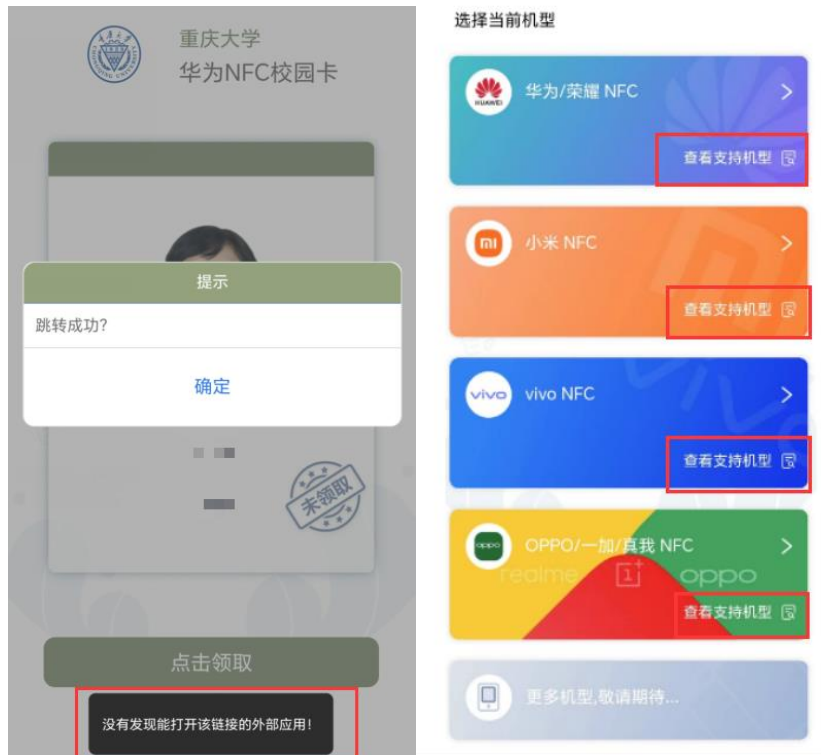 重庆大学
华为NFC校园卡
提示
跳转成功?
确定
未领取
点击领取
没有发现能打开该链接的外部应用!
选择当前机型
HUAWEI
华为/荣耀 NFC
查看支持机型
小米 NFC
查看支持机型
vivo
vivo NFC
查看支持机型
oppo
OPPO/一加/真我 NFC
realme
oppo
查看支持机型
更多机型,敬请期待...